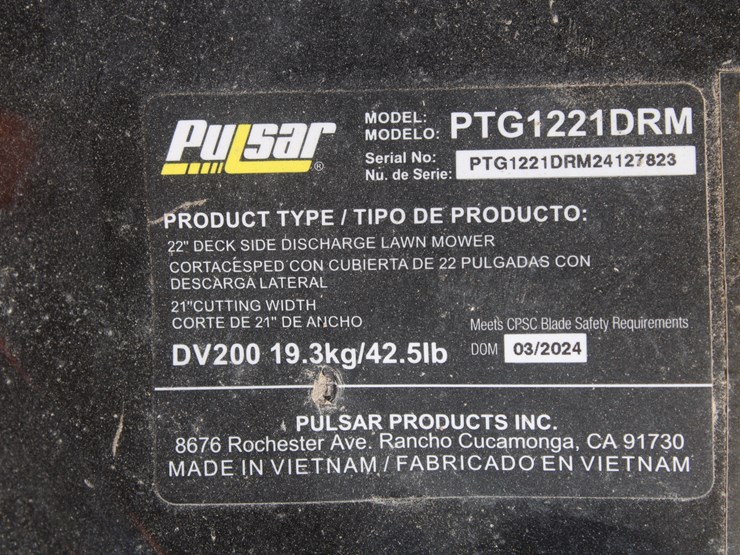 Pulsar®
MODEL: PTG1221DRM
MODELO:
Serial No: PTG1221DRM24127823
Nu. de Serie:
PRODUCT TYPE / TIPO DE PRODUCTO:
22" DECK SIDE DISCHARGE LAWN MOWER
CORTACESPED CON CUBIERTA DE 22 PULGADAS CON
DESCARGA LATERAL
21"CUTTING WIDTH
CORTE DE 21" DE ANCHO
Meets CPSC Blade Safety Requirements
DV200 19.3kg/42.5lb
DOM 03/2024
PULSAR PRODUCTS INC.
8676 Rochester Ave. Rancho Cucamonga, CA 91730
MADE IN VIETNAM / FABRICADO EN VIETNAM